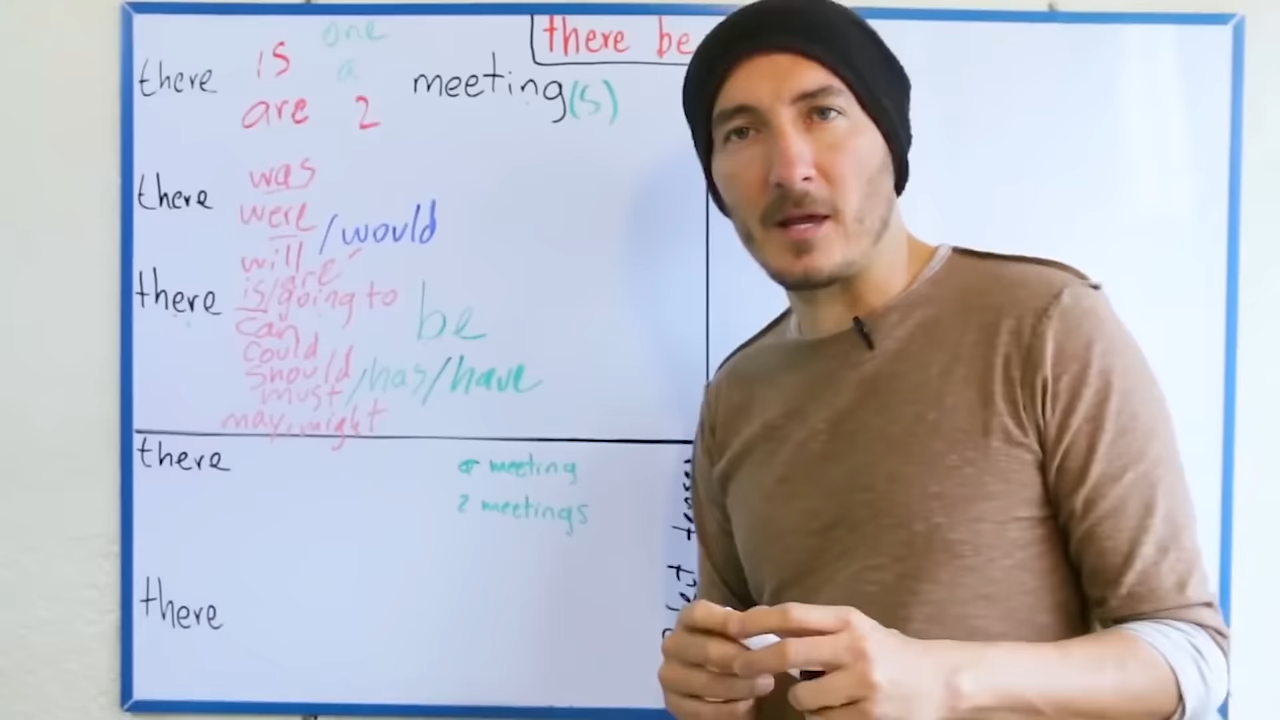 one
there be
there is a meeting(s)
are 2
was
there
were /would
will
are
there is/going to be
can
could
should /has/have
must
may, might
there
a meeting
2 meetings
there
tenses